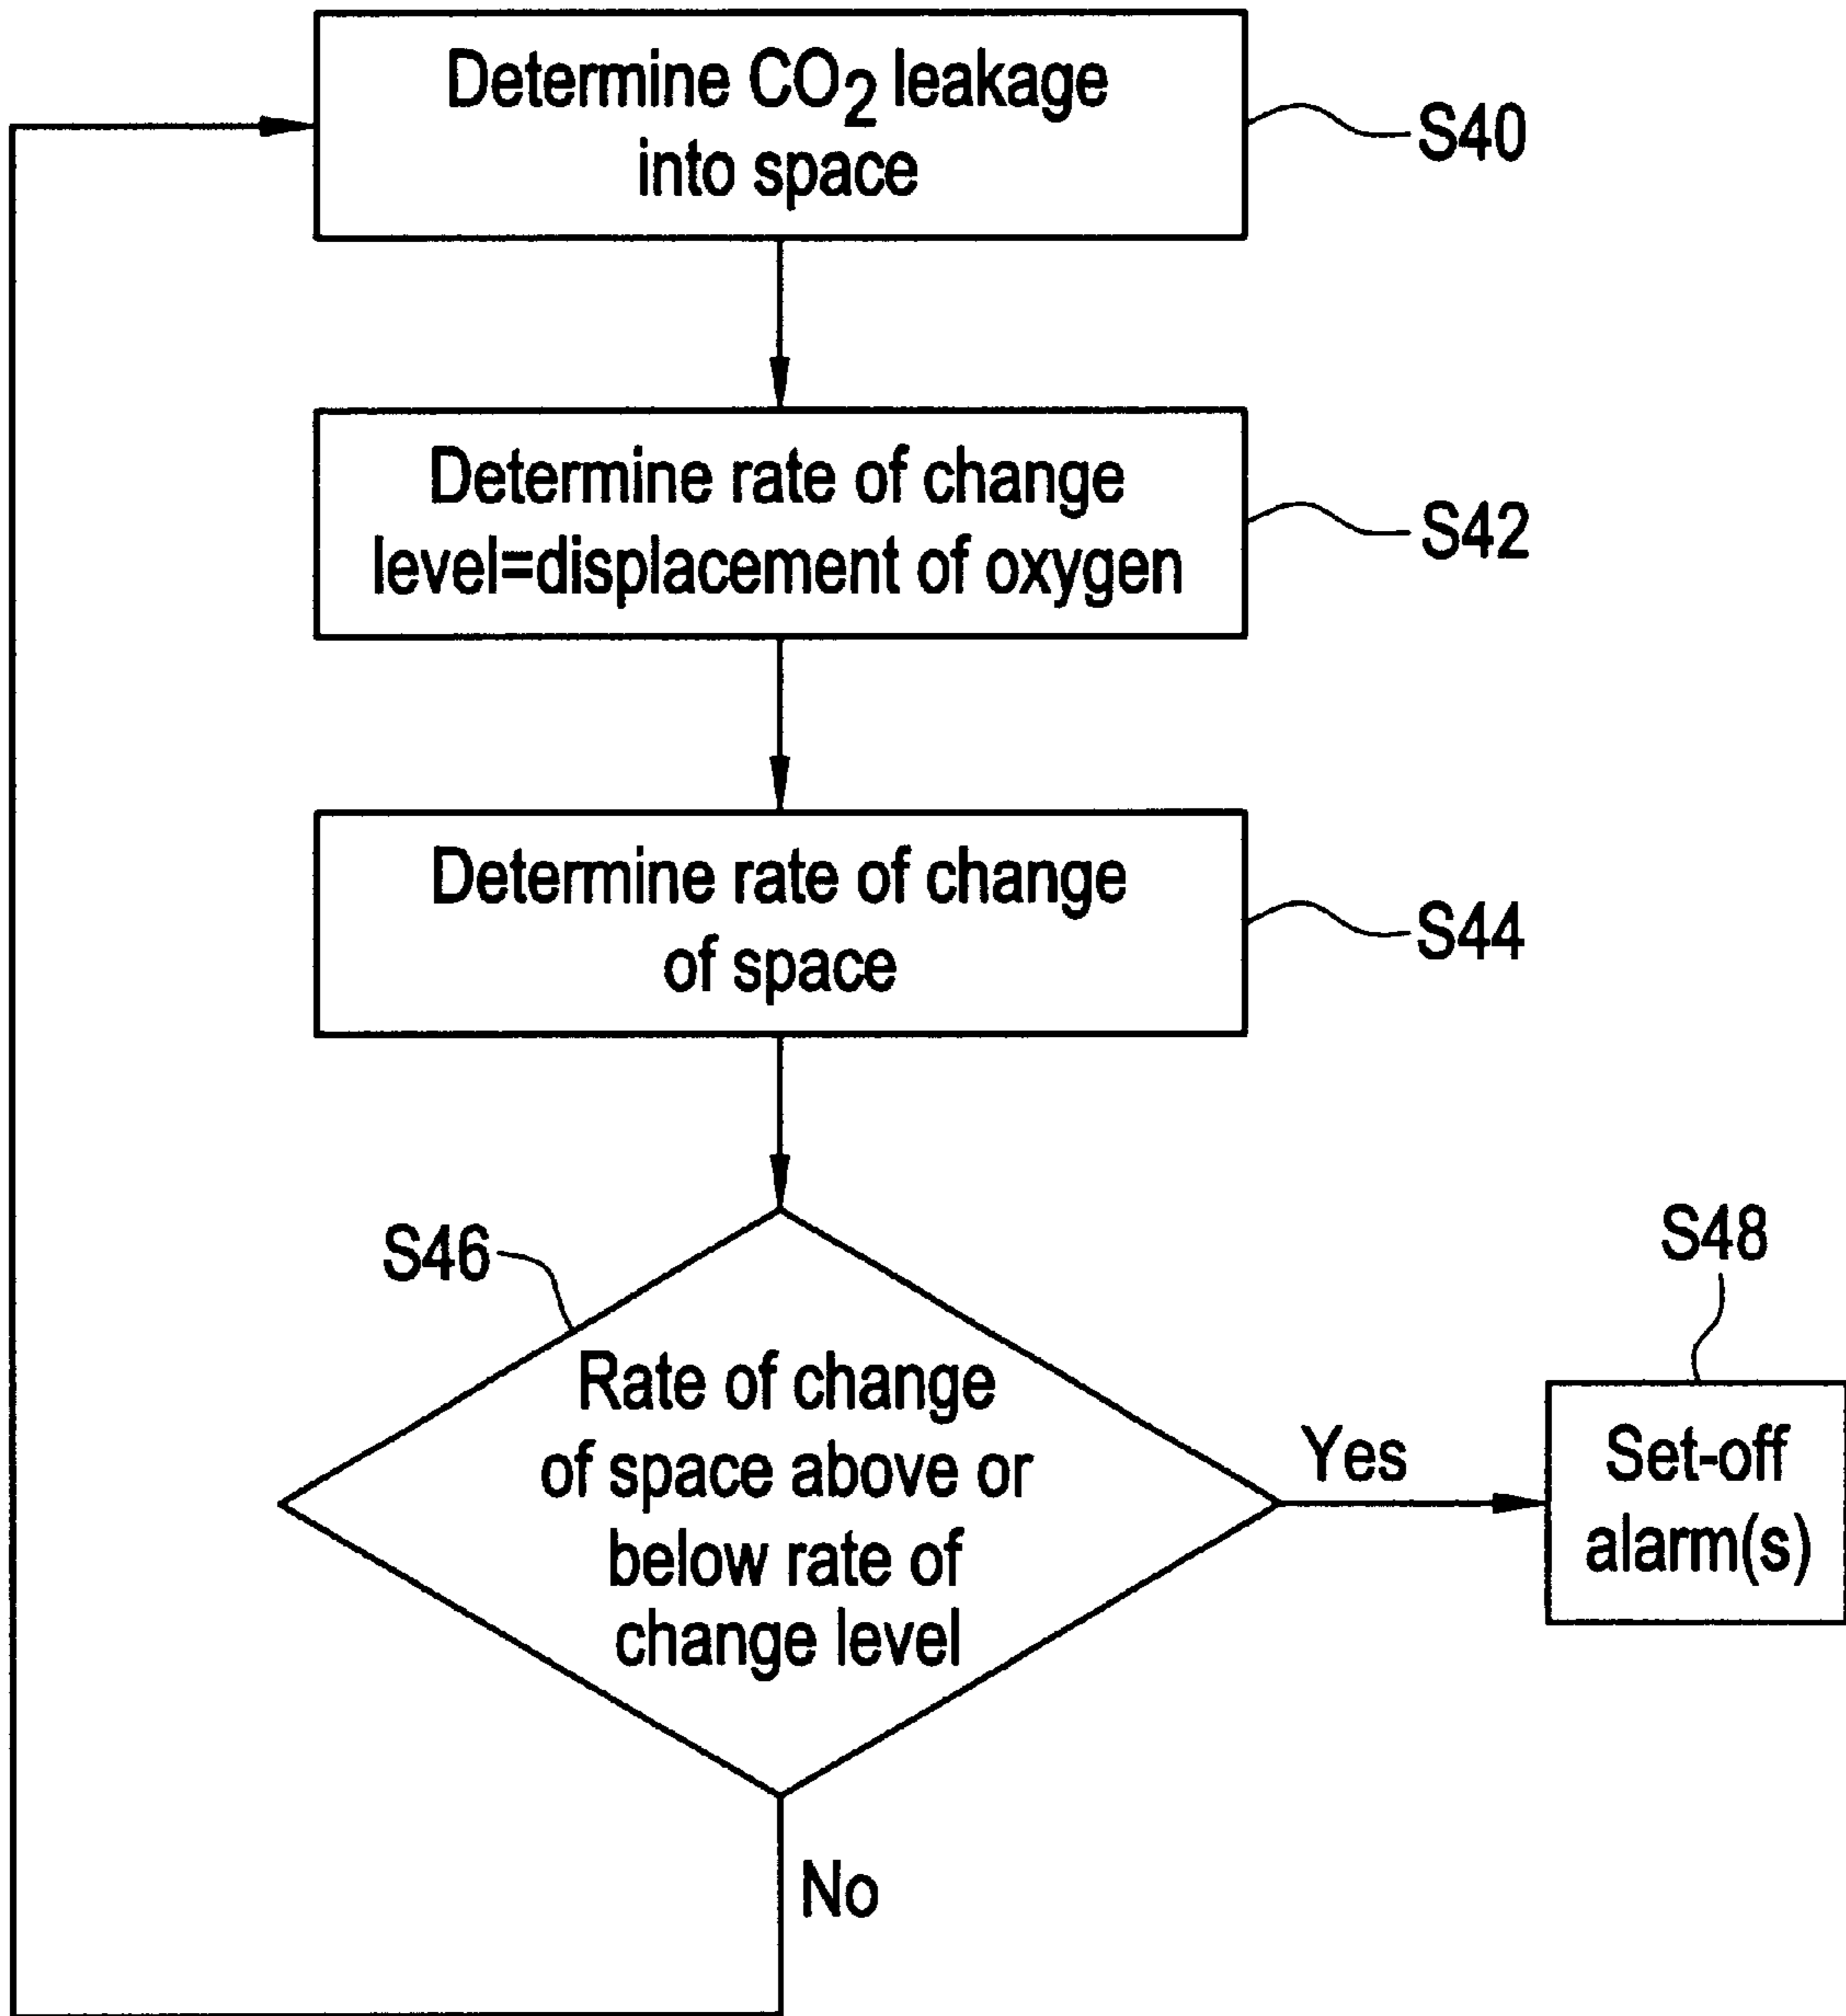 Determine CO2 leakage
into space
S40
Determine rate of change
level=displacement of oxygen
S42
Determine rate of change
of space
S44
S46
Rate of change
of space above or
below rate of
change level
Yes
S48
Set-off
alarm(s)
No